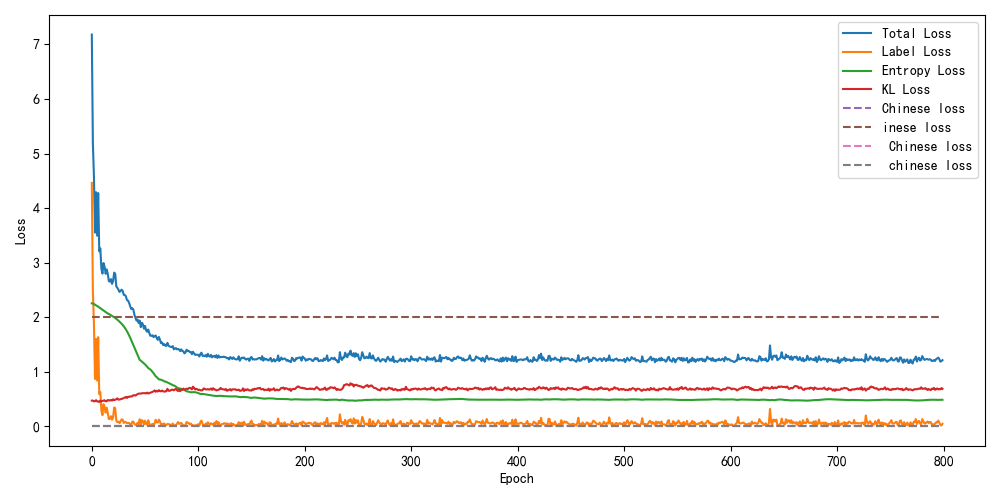 7
6
5
4
3
2
1
0
Loss
0 100 200 300 400 500 600 700 800
Epoch
Total Loss
Label Loss
Entropy Loss
KL Loss
Chinese loss
inese loss
Chinese loss
chinese loss